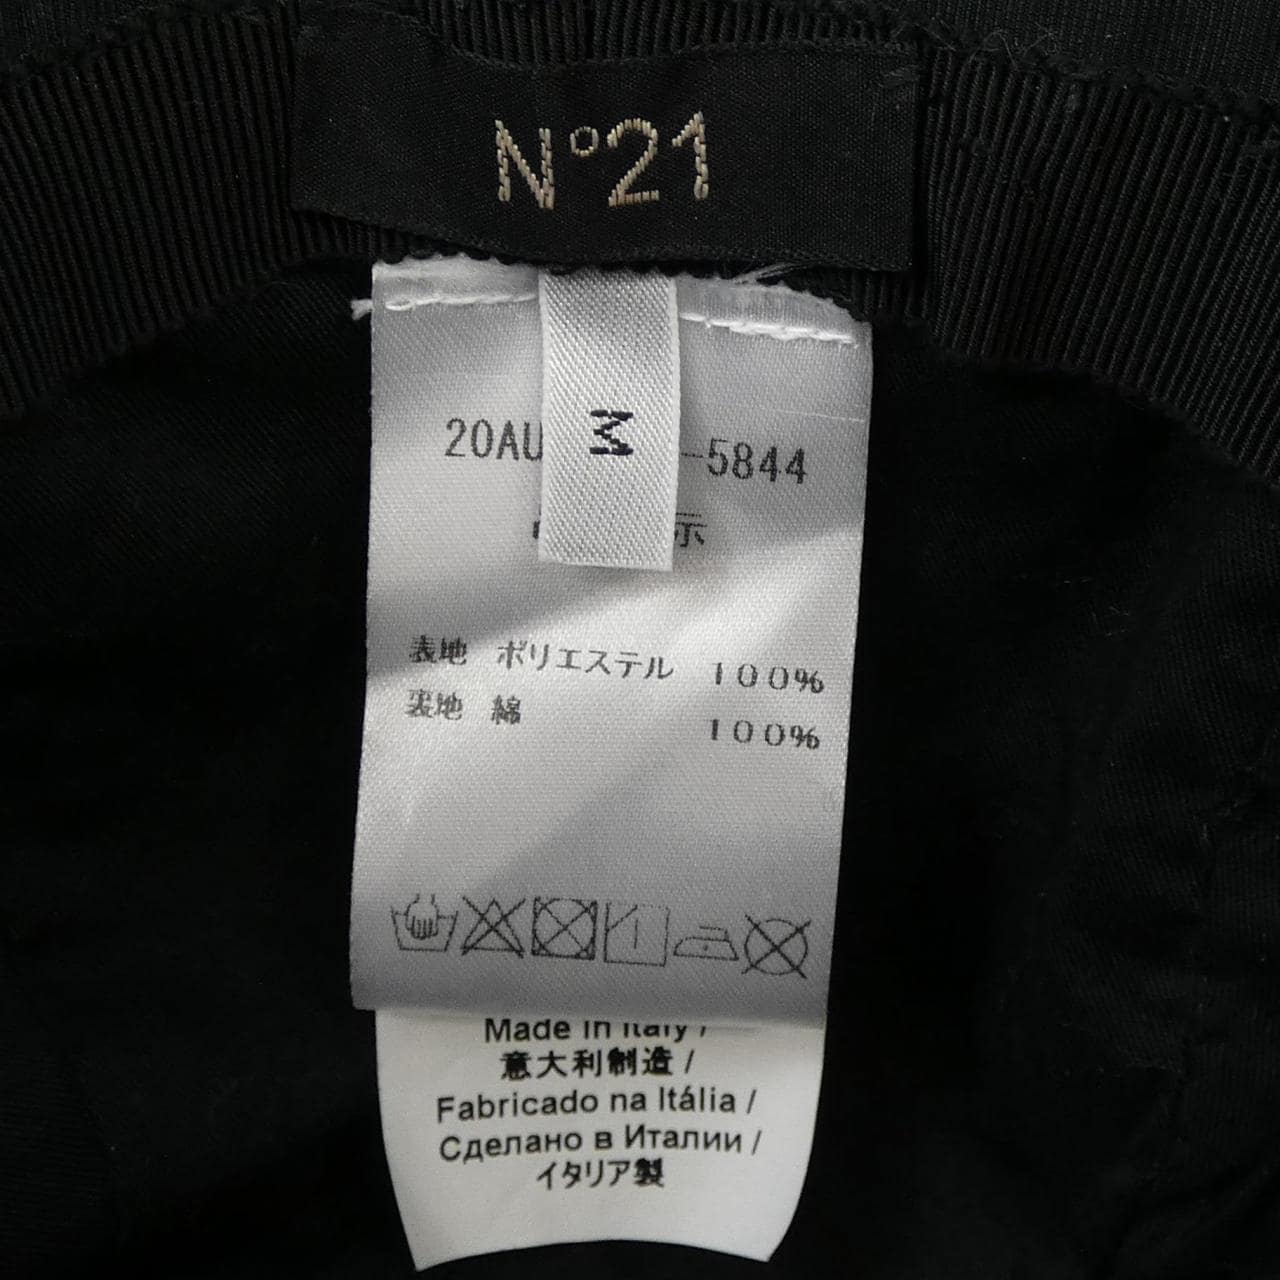 N°21
M
20AU -5844
示
表地 ポリエステル 100%
裏地 綿 100%
Made in Italy /
意大利制造 /
Fabricado na Itália /
Сделано в Италии /
イタリア製